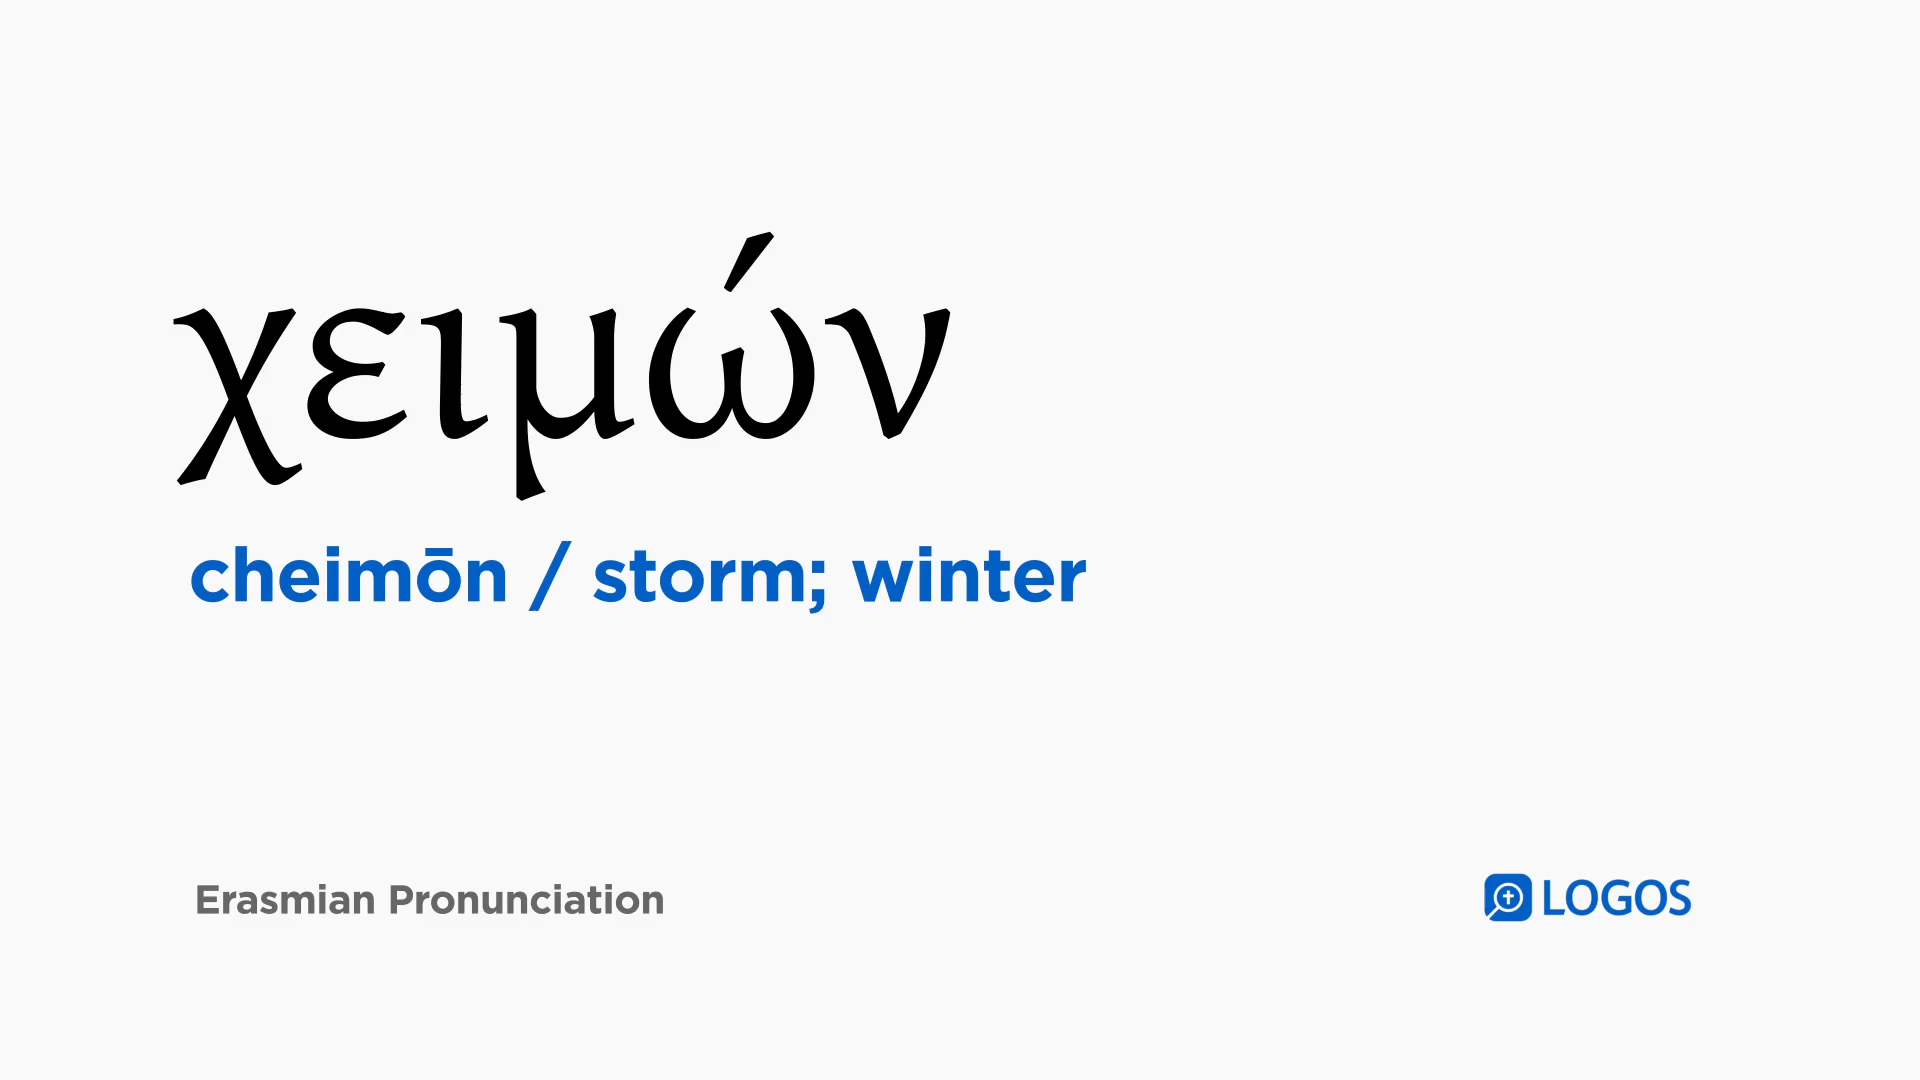 χειμών
cheimōn / storm; winter
Erasmian Pronunciation
LOGOS